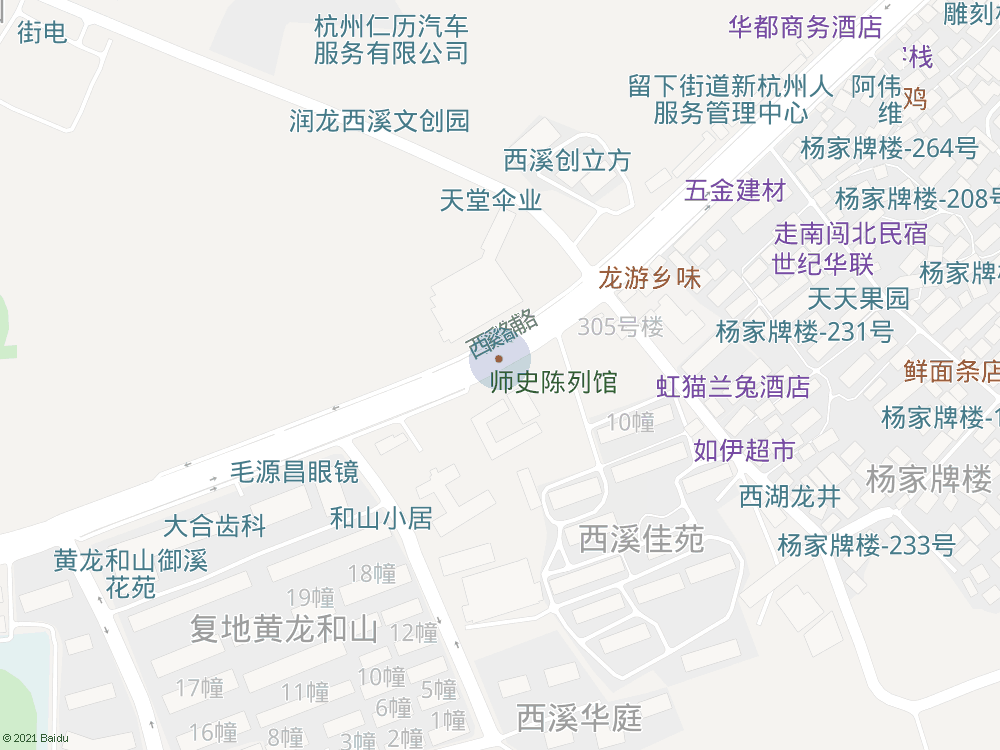 街电
杭州仁历汽车
服务有限公司
华都商务酒店
栈
留下街道新杭州人
服务管理中心
阿伟
维
鸡
润龙西溪文创园
西溪创立方
杨家牌楼-264号
天堂伞业
五金建材
杨家牌楼-208号
走南闯北民宿
世纪华联
龙游乡味
杨家牌
天天果园
305号楼
杨家牌楼-231号
师史陈列馆
虹猫兰兔酒店
鲜面条店
10幢
杨家牌楼-1
如伊超市
毛源昌眼镜
杨家牌楼
西湖龙井
大合齿科
和山小居
西溪佳苑
杨家牌楼-233号
黄龙和山御溪
花苑
18幢
19幢
复地黄龙和山
12幢
17幢
11幢
10幢
5幢
6幢
1幢
西溪华庭
16幢
8幢
3幢
2幢
© 2021 Baidu